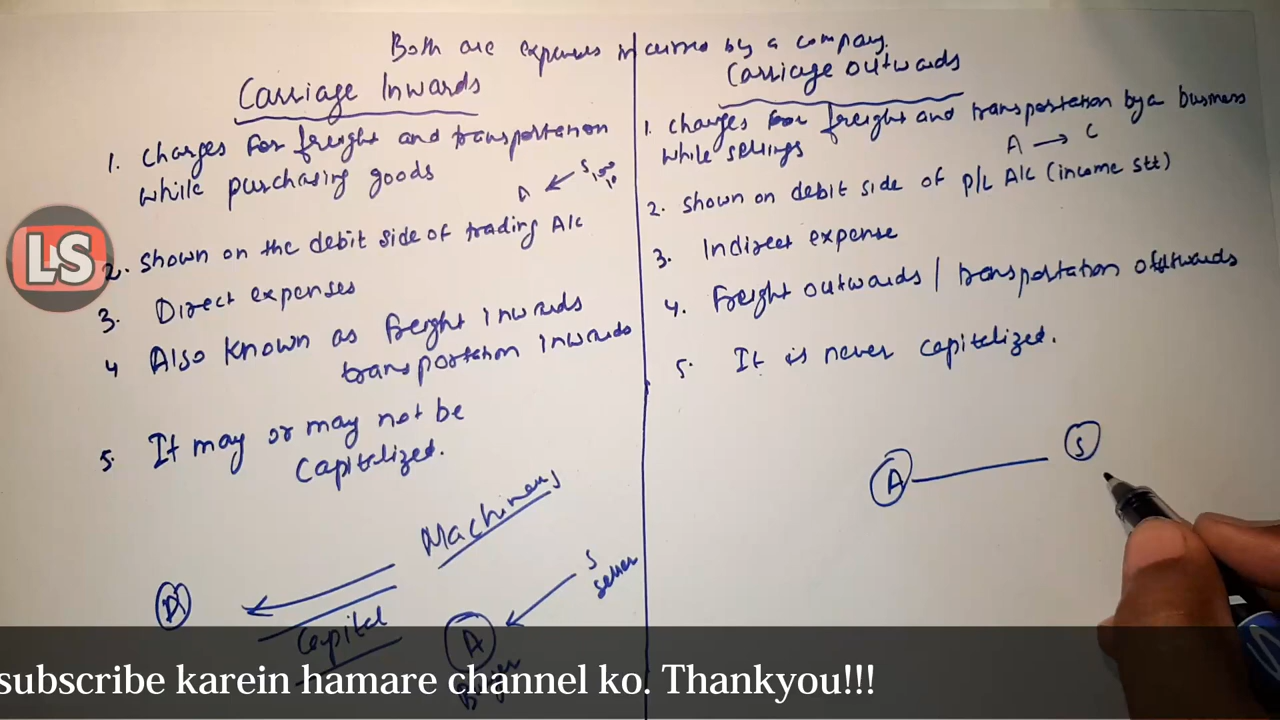 Both are expenses incurred by a company.
Carriage Inwards
1. charges for freight and transportation
while purchasing goods
A S
2. shown on the debit side of trading A/c
3. Direct expenses
4 Also known as freight inwards
transportation inwards
5. It may or may not be
capitalized.
Machinery
A
Capital
S
seller
A
Buyer
Carriage outwards
1. charges for freight and transportation by a business
while sellings
A → C
2. shown on debit side of P/L A/c (income stt)
3. Indirect expense
4. Freight outwards / transportation outwards
5. It is never capitalized.
A S
LS
subscribe karein hamare channel ko. Thankyou!!!